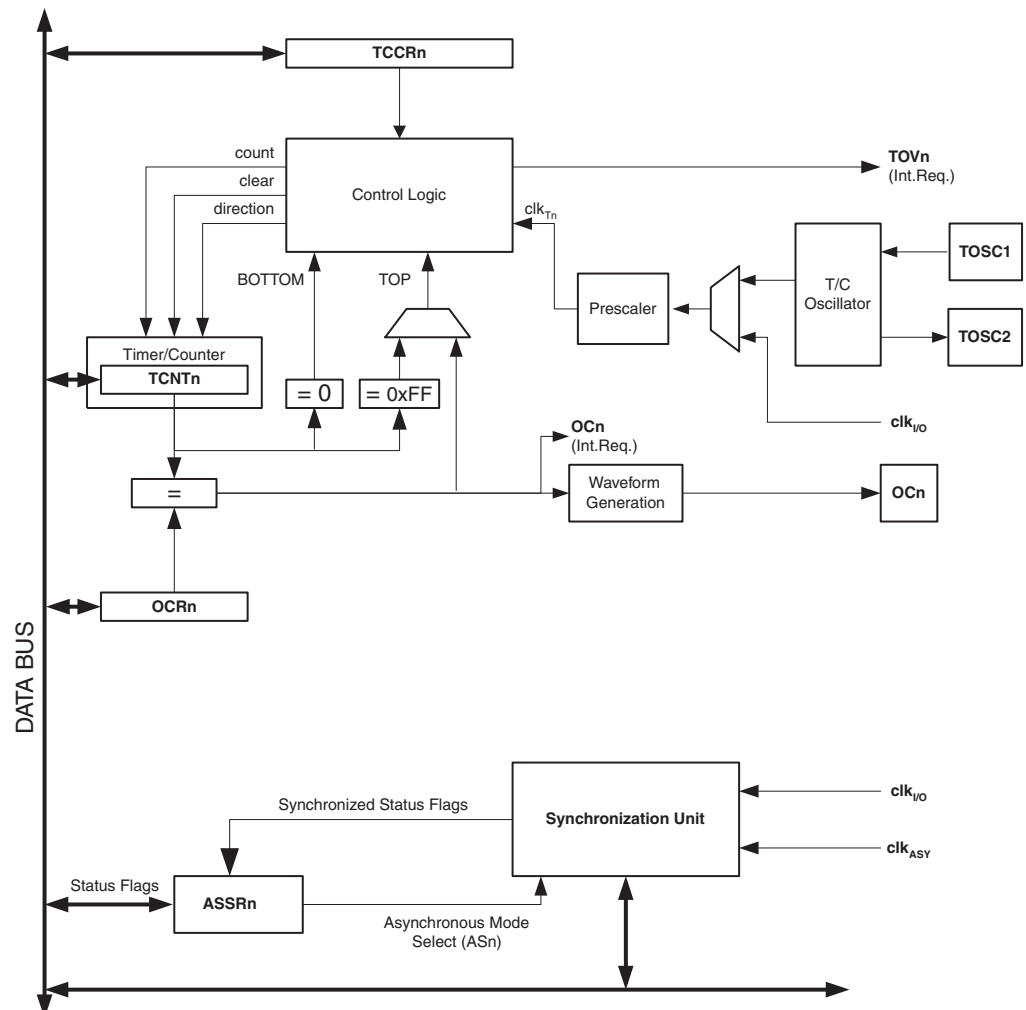 TCCRn
count
clear
direction
Control Logic
TOVn
(Int.Req.)
clkTn
BOTTOM
TOP
TOSC1
T/C
Oscillator
Prescaler
TOSC2
Timer/Counter
TCNTn
= 0
= 0xFF
clkI/O
OCn
(Int.Req.)
=
Waveform
Generation
OCn
OCRn
DATA BUS
Synchronized Status Flags
Synchronization Unit
clkI/O
clkASY
Status Flags
ASSRn
Asynchronous Mode
Select (ASn)